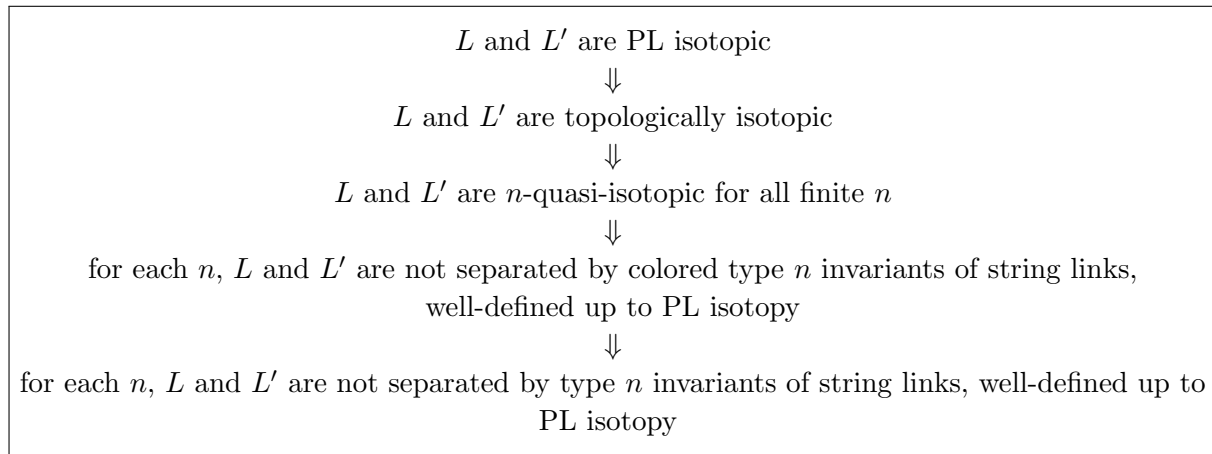 L and L′ are PL isotopic
⇓
L and L′ are topologically isotopic
⇓
L and L′ are n-quasi-isotopic for all finite n
⇓
for each n, L and L′ are not separated by colored type n invariants of string links,
well-defined up to PL isotopy
⇓
for each n, L and L′ are not separated by type n invariants of string links, well-defined up to
PL isotopy